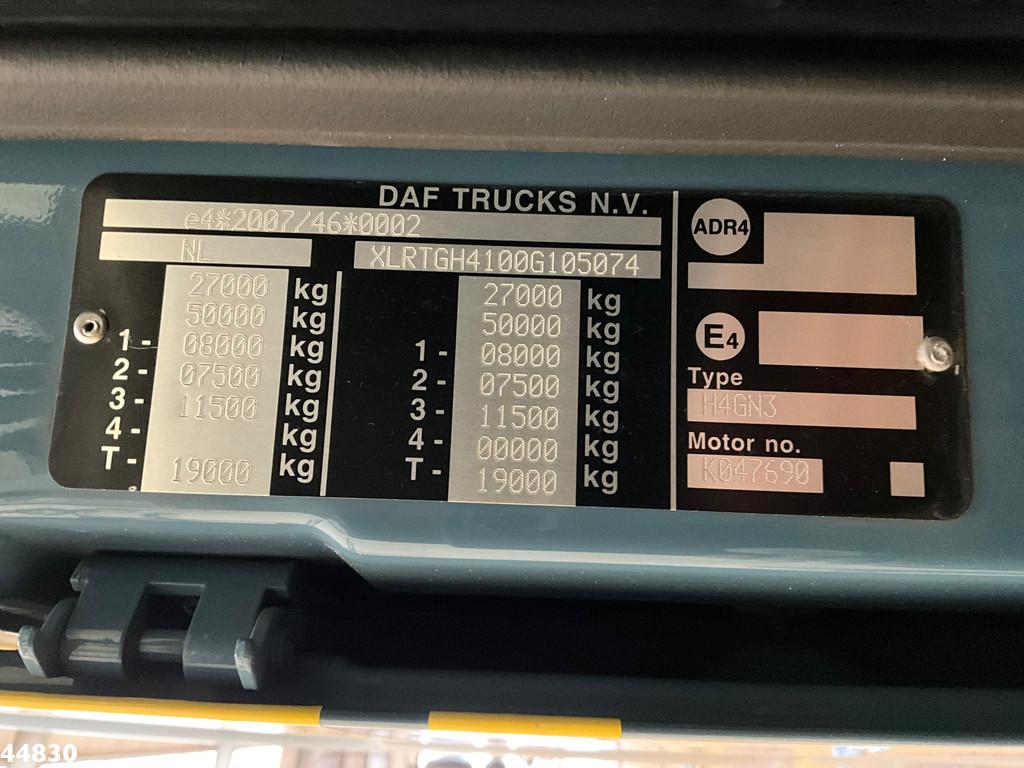 DAF TRUCKS N.V.
e4*2007/46*0002
NL XLRTGH4100G105074
27000 kg 27000 kg
50000 kg 50000 kg
1 - 08000 kg 1 - 08000 kg
2 - 07500 kg 2 - 07500 kg
3 - 11500 kg 3 - 11500 kg
4 - kg 4 - 00000 kg
T - 19000 kg T - 19000 kg
ADR4
E4
Type
H4GN3
Motor no.
K047690
44830